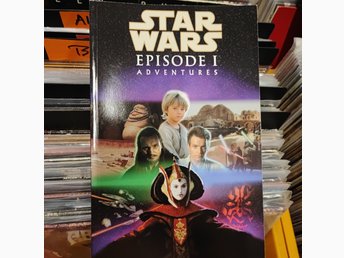 STAR
WARS
EPISODE I
ADVENTURES